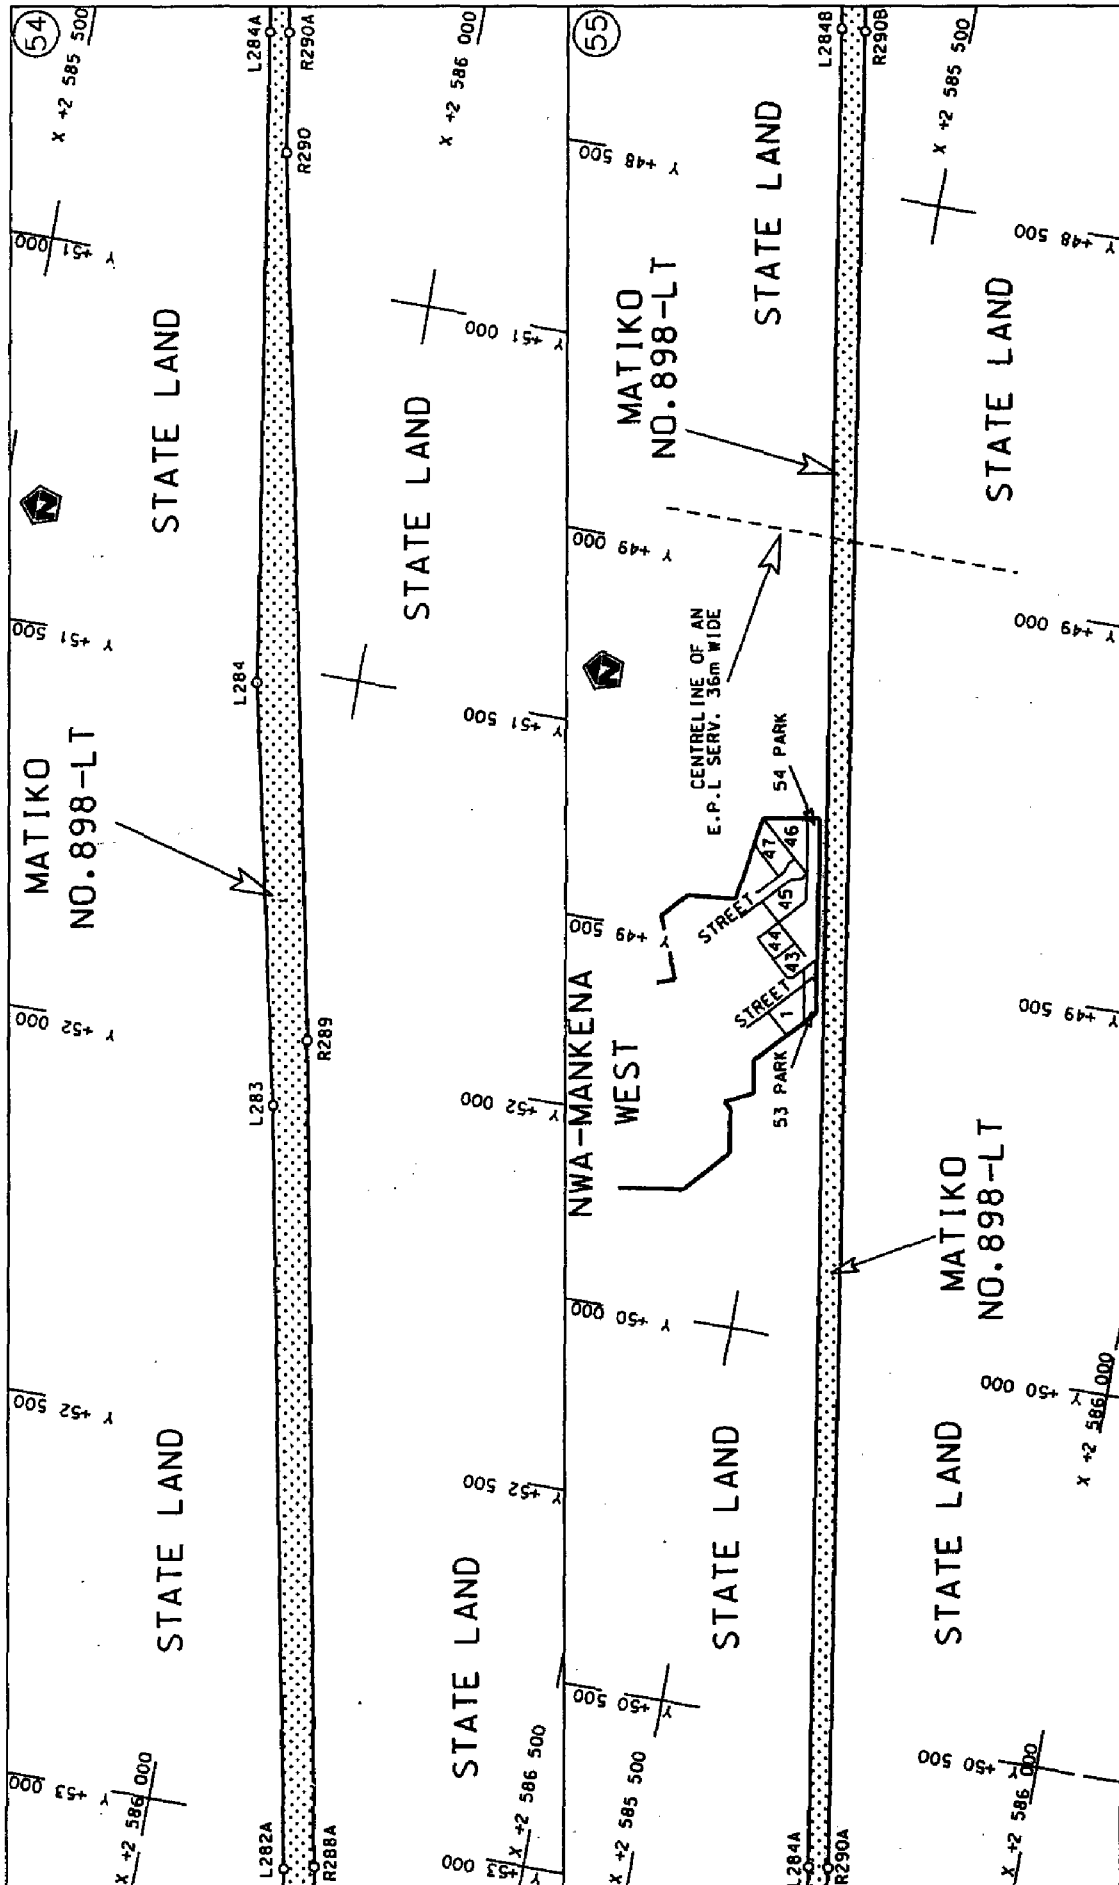 54
X +2 585 500
L284A
R290A
R290
X +2 586 000
Y +51 000
Y +51 000
STATE LAND
STATE LAND
N
Y +51 500
L284
Y +51 500
MATIKO
NO.898-LT
Y +52 000
R289
L283
Y +52 000
Y +52 500
STATE LAND
Y +52 500
STATE LAND
Y +53 000
X +2 586 000
X +2 586 500
Y +53 000
L282A
R288A
55
L284B
R290B
X +2 585 500
Y +48 500
Y +48 500
STATE LAND
MATIKO
NO.898-LT
STATE LAND
Y +49 000
Y +49 000
N
CENTRELINE OF AN
E.P.L SERV. 36m WIDE
54 PARK
47
46
45
STREET
44
43
STREET
1
53 PARK
Y +49 500
Y +49 500
NWA-MANKENA
WEST
MATIKO
NO.898-LT
Y +50 000
Y +50 000
X +2 586 000
STATE LAND
STATE LAND
Y +50 500
Y +50 500
X +2 585 500
X +2 586 000
L284A
R290A